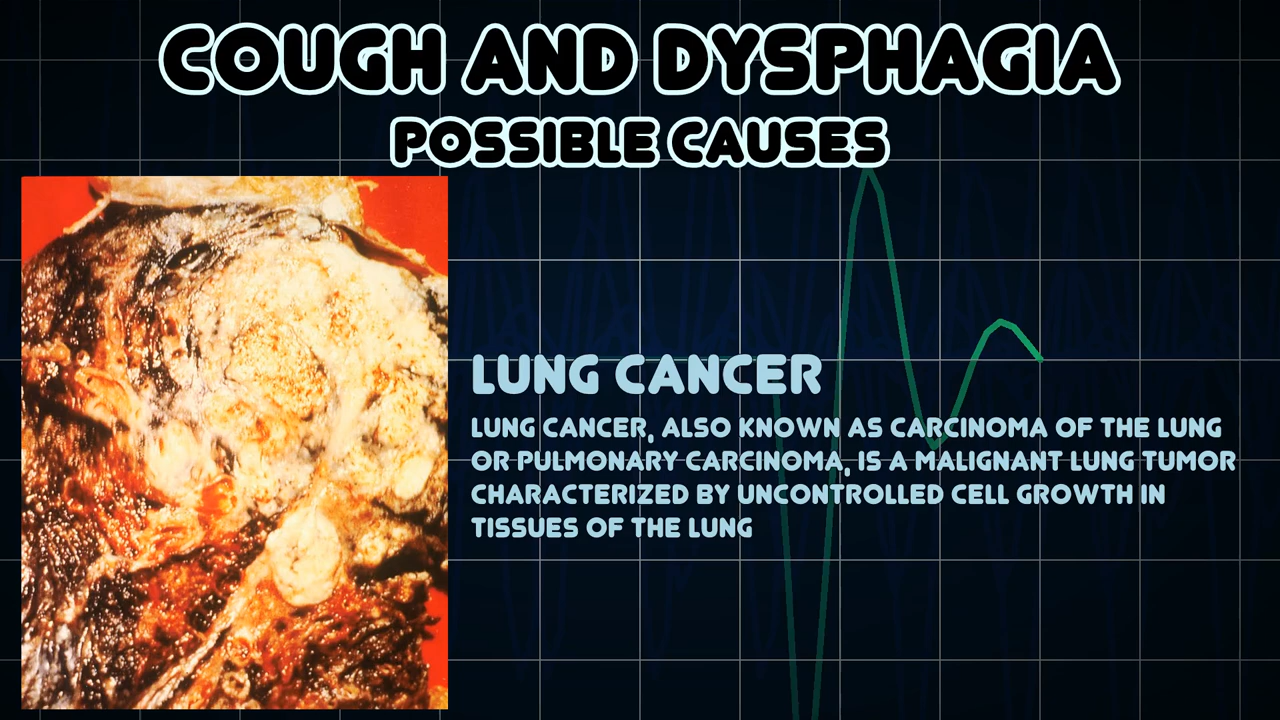 COUGH AND DYSPHAGIA
POSSIBLE CAUSES
LUNG CANCER
LUNG CANCER, ALSO KNOWN AS CARCINOMA OF THE LUNG
OR PULMONARY CARCINOMA, IS A MALIGNANT LUNG TUMOR
CHARACTERIZED BY UNCONTROLLED CELL GROWTH IN
TISSUES OF THE LUNG